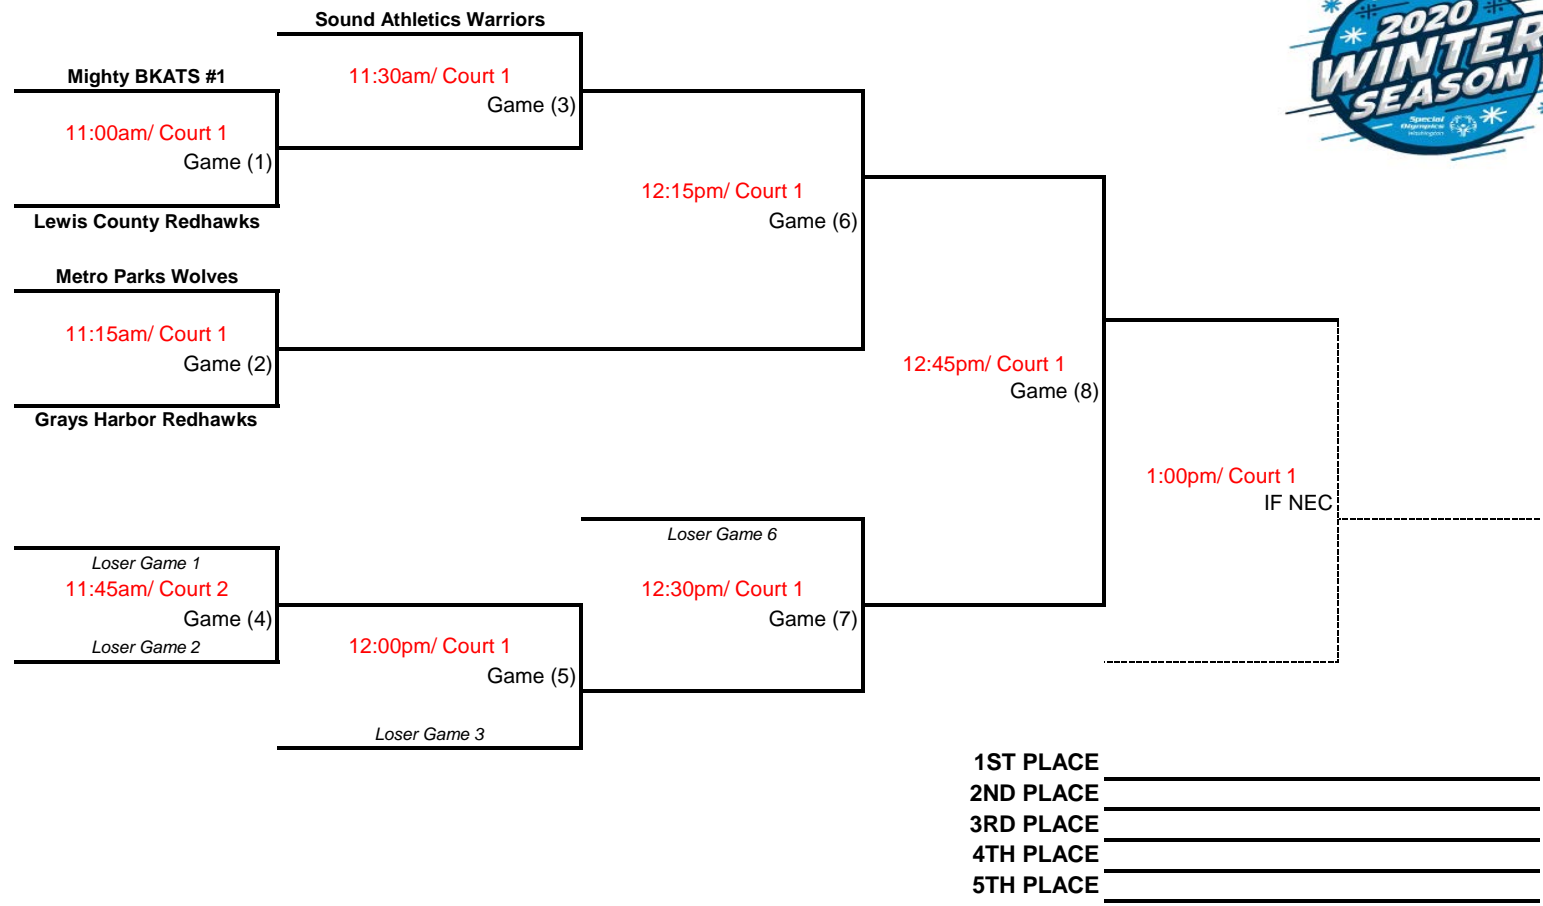 Sound Athletics Warriors
2020
WINTER
SEASON
Special
Olympics
Washington
Mighty BKATS #1
11:30am/ Court 1
Game (3)
11:00am/ Court 1
Game (1)
12:15pm/ Court 1
Game (6)
Lewis County Redhawks
Metro Parks Wolves
11:15am/ Court 1
Game (2)
12:45pm/ Court 1
Game (8)
Grays Harbor Redhawks
1:00pm/ Court 1
IF NEC
Loser Game 6
Loser Game 1
11:45am/ Court 2
Game (4)
12:30pm/ Court 1
Game (7)
Loser Game 2
12:00pm/ Court 1
Game (5)
Loser Game 3
1ST PLACE
2ND PLACE
3RD PLACE
4TH PLACE
5TH PLACE